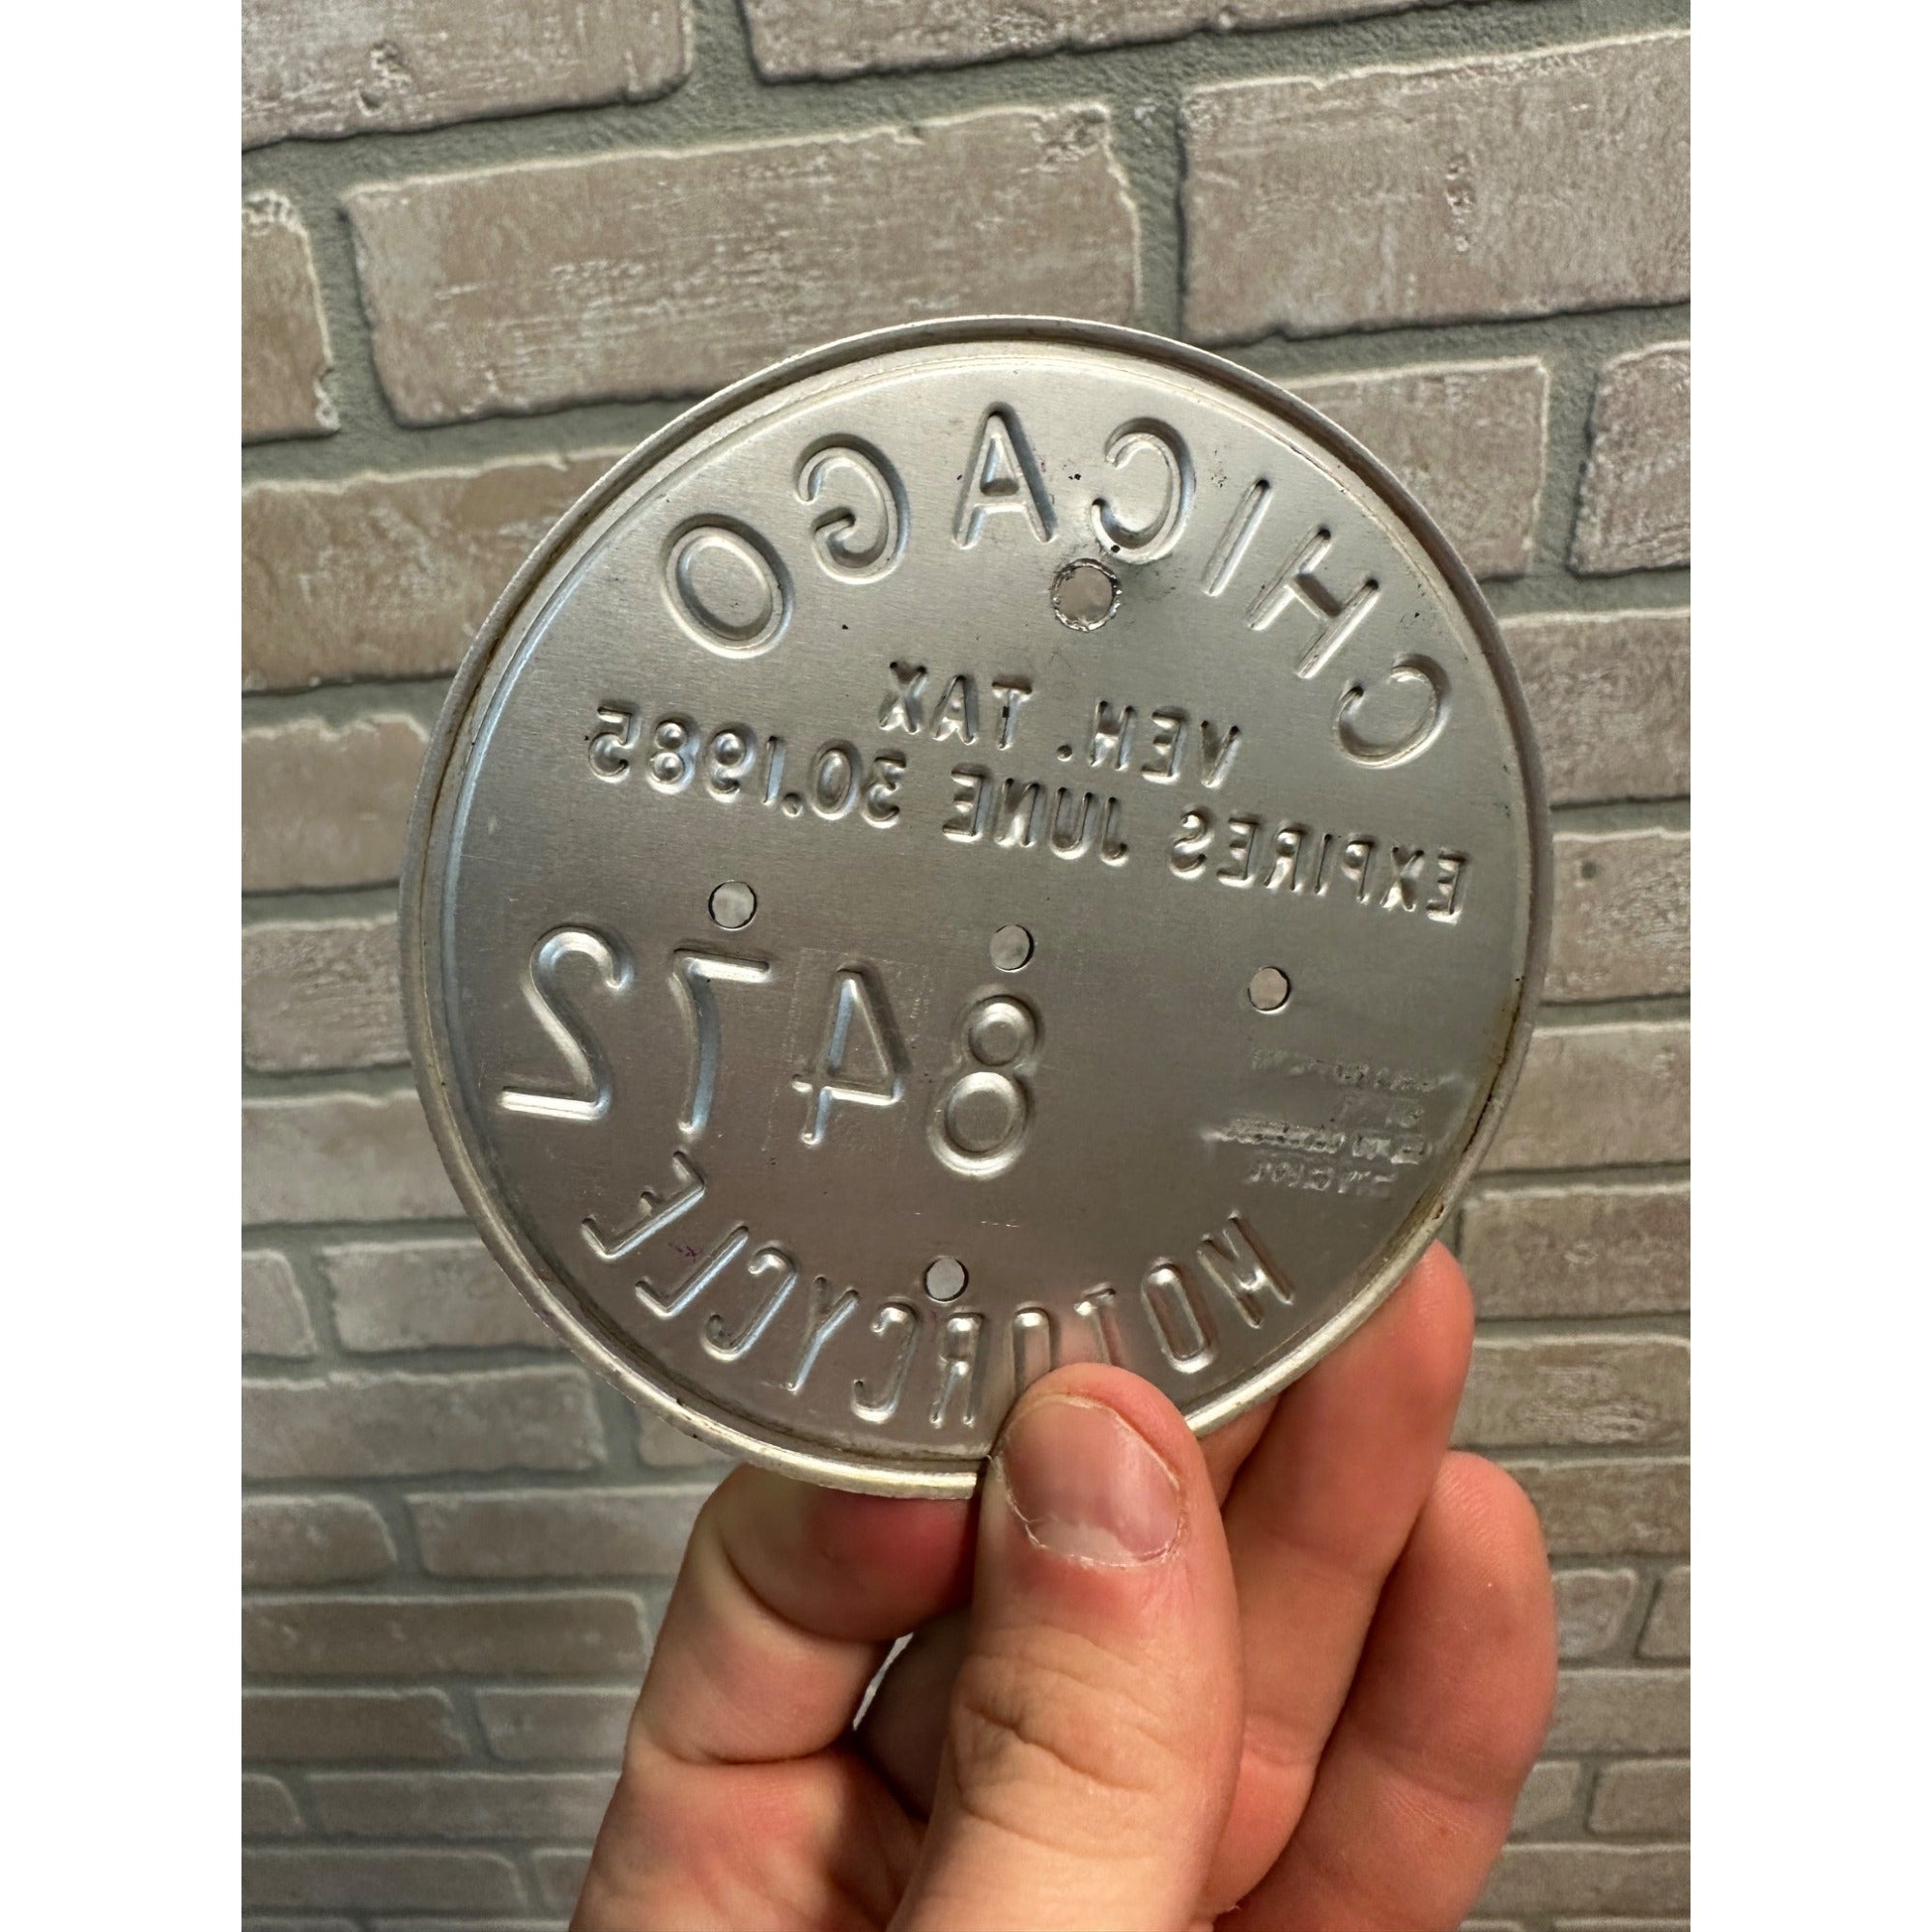 CHICAGO
VEH. TAX
EXPIRES JUNE 30.1985
8472
MOTORCYCLE